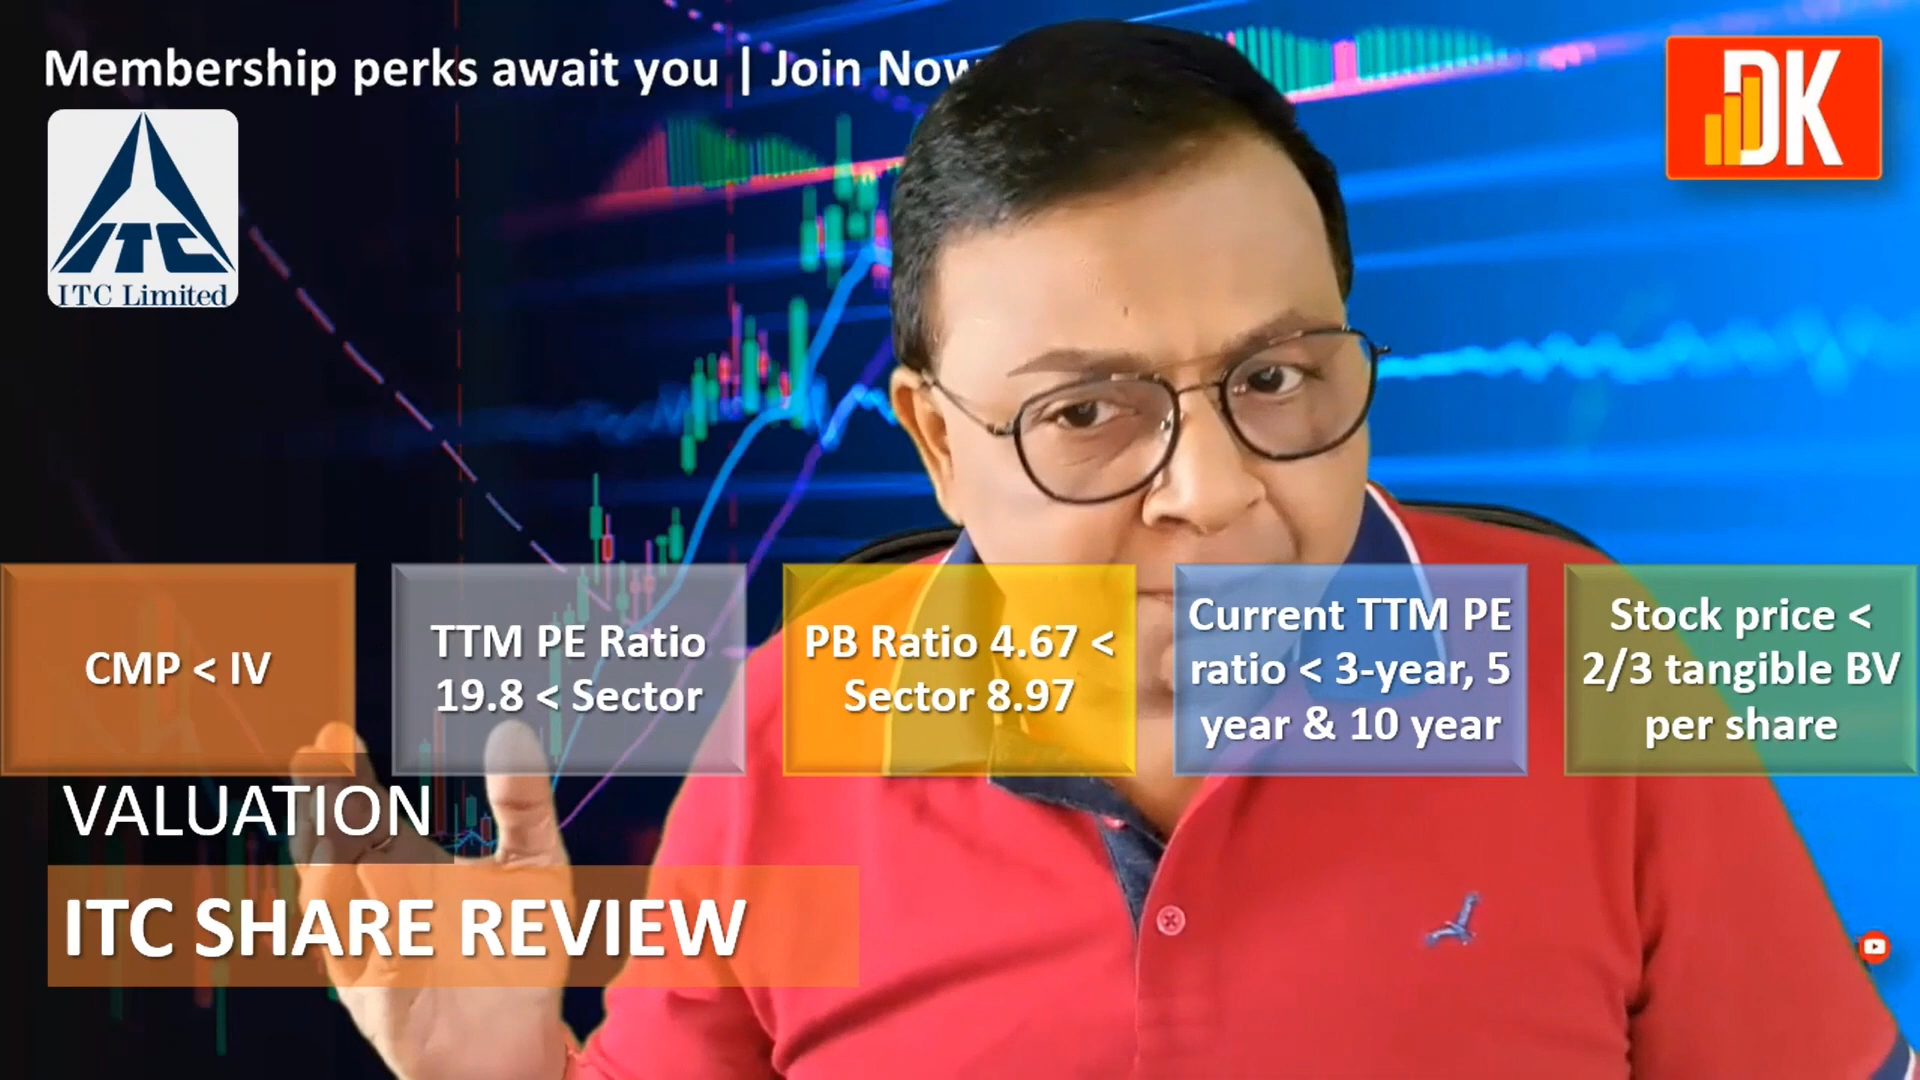 Membership perks await you | Join Now
DK
ITC
ITC Limited
CMP < IV
TTM PE Ratio
19.8 < Sector
PB Ratio 4.67 <
Sector 8.97
Current TTM PE
ratio < 3-year, 5
year & 10 year
Stock price <
2/3 tangible BV
per share
VALUATION
ITC SHARE REVIEW